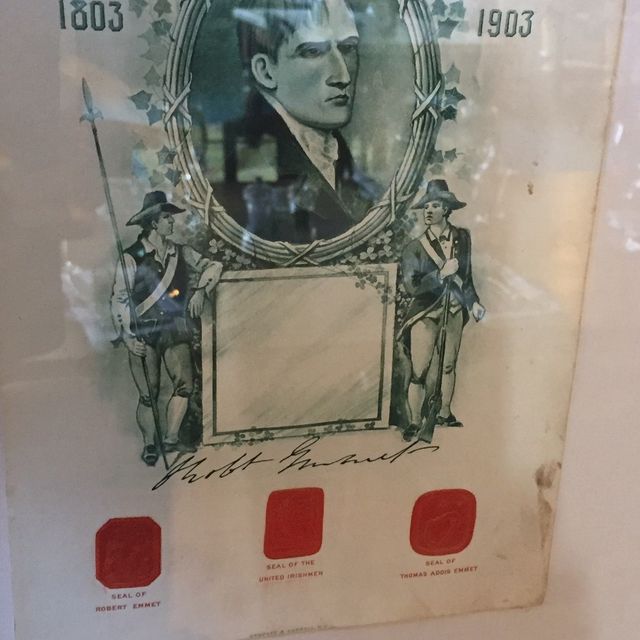 1803 1903
Robt Emmet
SEAL OF
ROBERT EMMET
SEAL OF THE
UNITED IRISHMEN
SEAL OF
THOMAS ADDIS EMMET